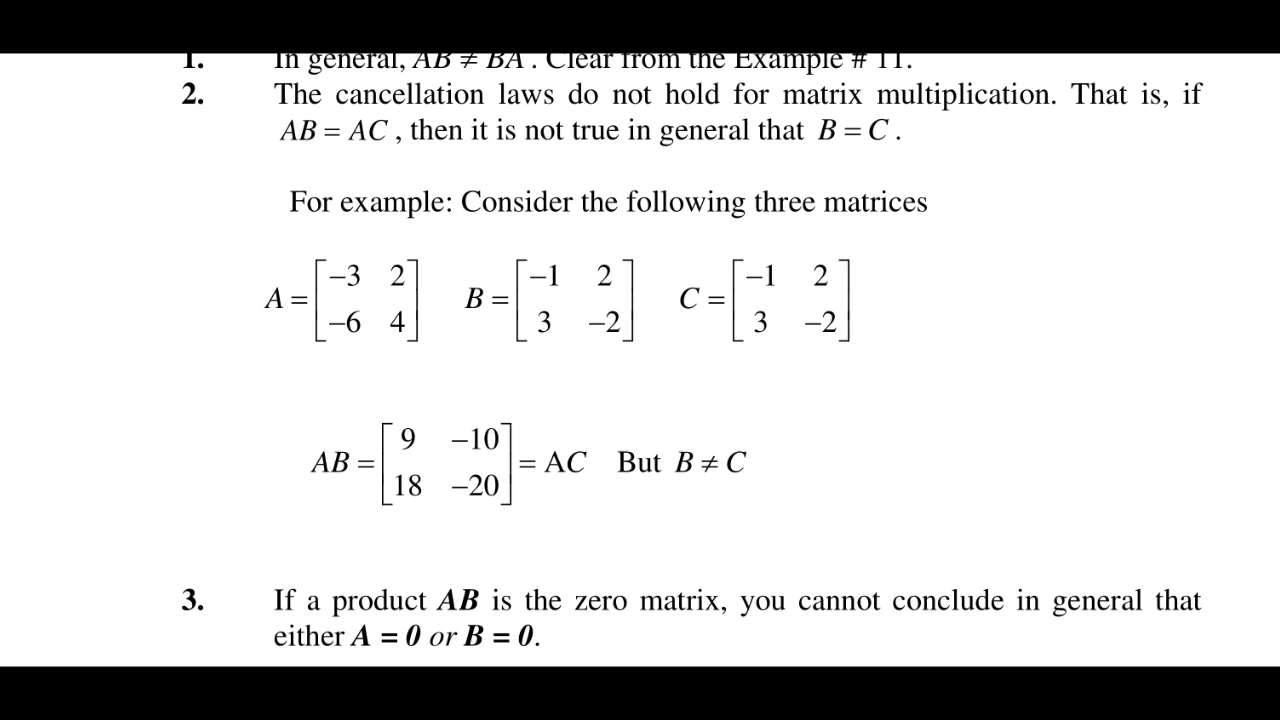 1. In general, AB ≠ BA . Clear from the Example # 11.
2. The cancellation laws do not hold for matrix multiplication. That is, if
AB = AC , then it is not true in general that B = C .
For example: Consider the following three matrices
A = [−3 2; −6 4] B = [−1 2; 3 −2] C = [−1 2; 3 −2]
AB = [9 −10; 18 −20] = AC But B ≠ C
3. If a product AB is the zero matrix, you cannot conclude in general that
either A = 0 or B = 0.